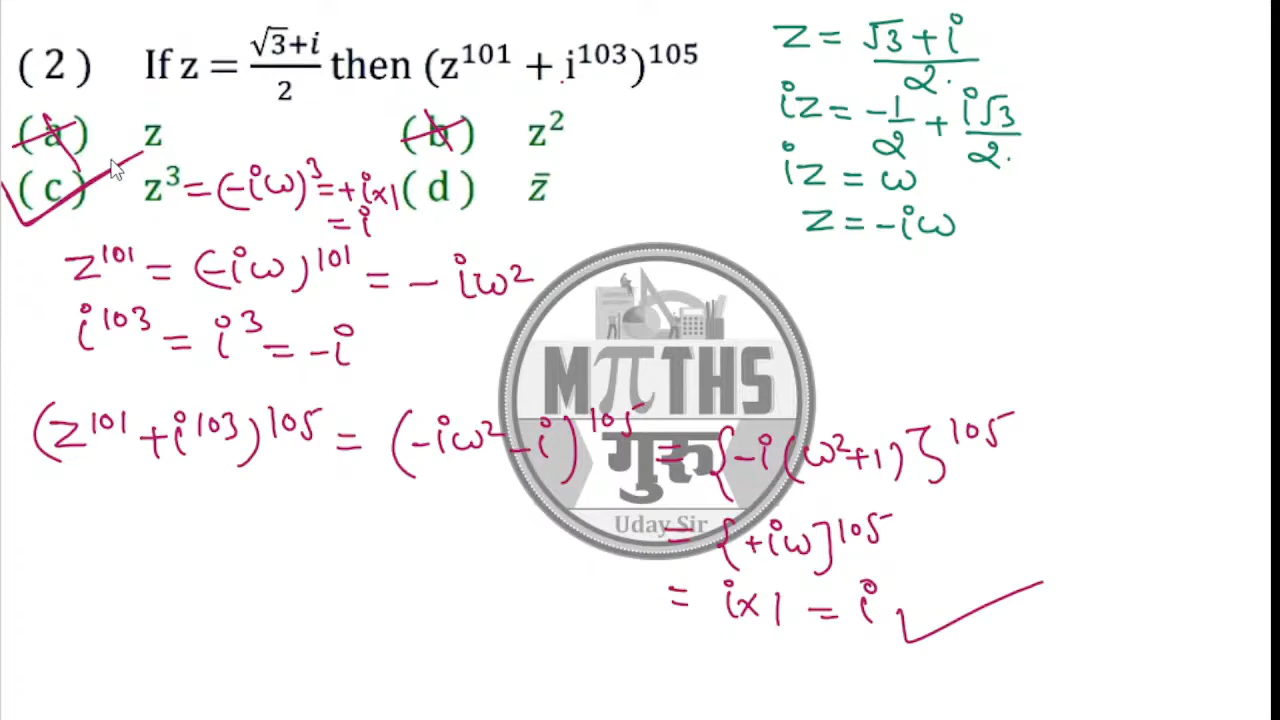 ( 2 ) If z = (√3+i)/2 then (z¹⁰¹ + i¹⁰³)¹⁰⁵
(a) z (b) z²
(c) z³ = (-iω)³ = +i×1 (d) z̄
= i
z = (√3 + i)/2.
iz = -1/2 + i√3/2.
iz = ω
z = -iω
z¹⁰¹ = (-iω)¹⁰¹ = - iω²
i¹⁰³ = i³ = -i
(z¹⁰¹ + i¹⁰³)¹⁰⁵ = (-iω² - i)¹⁰⁵ = {-i(ω²+1)}¹⁰⁵
= {+iω}¹⁰⁵
= i×1 = i
MπTHS
गुरु
Uday Sir